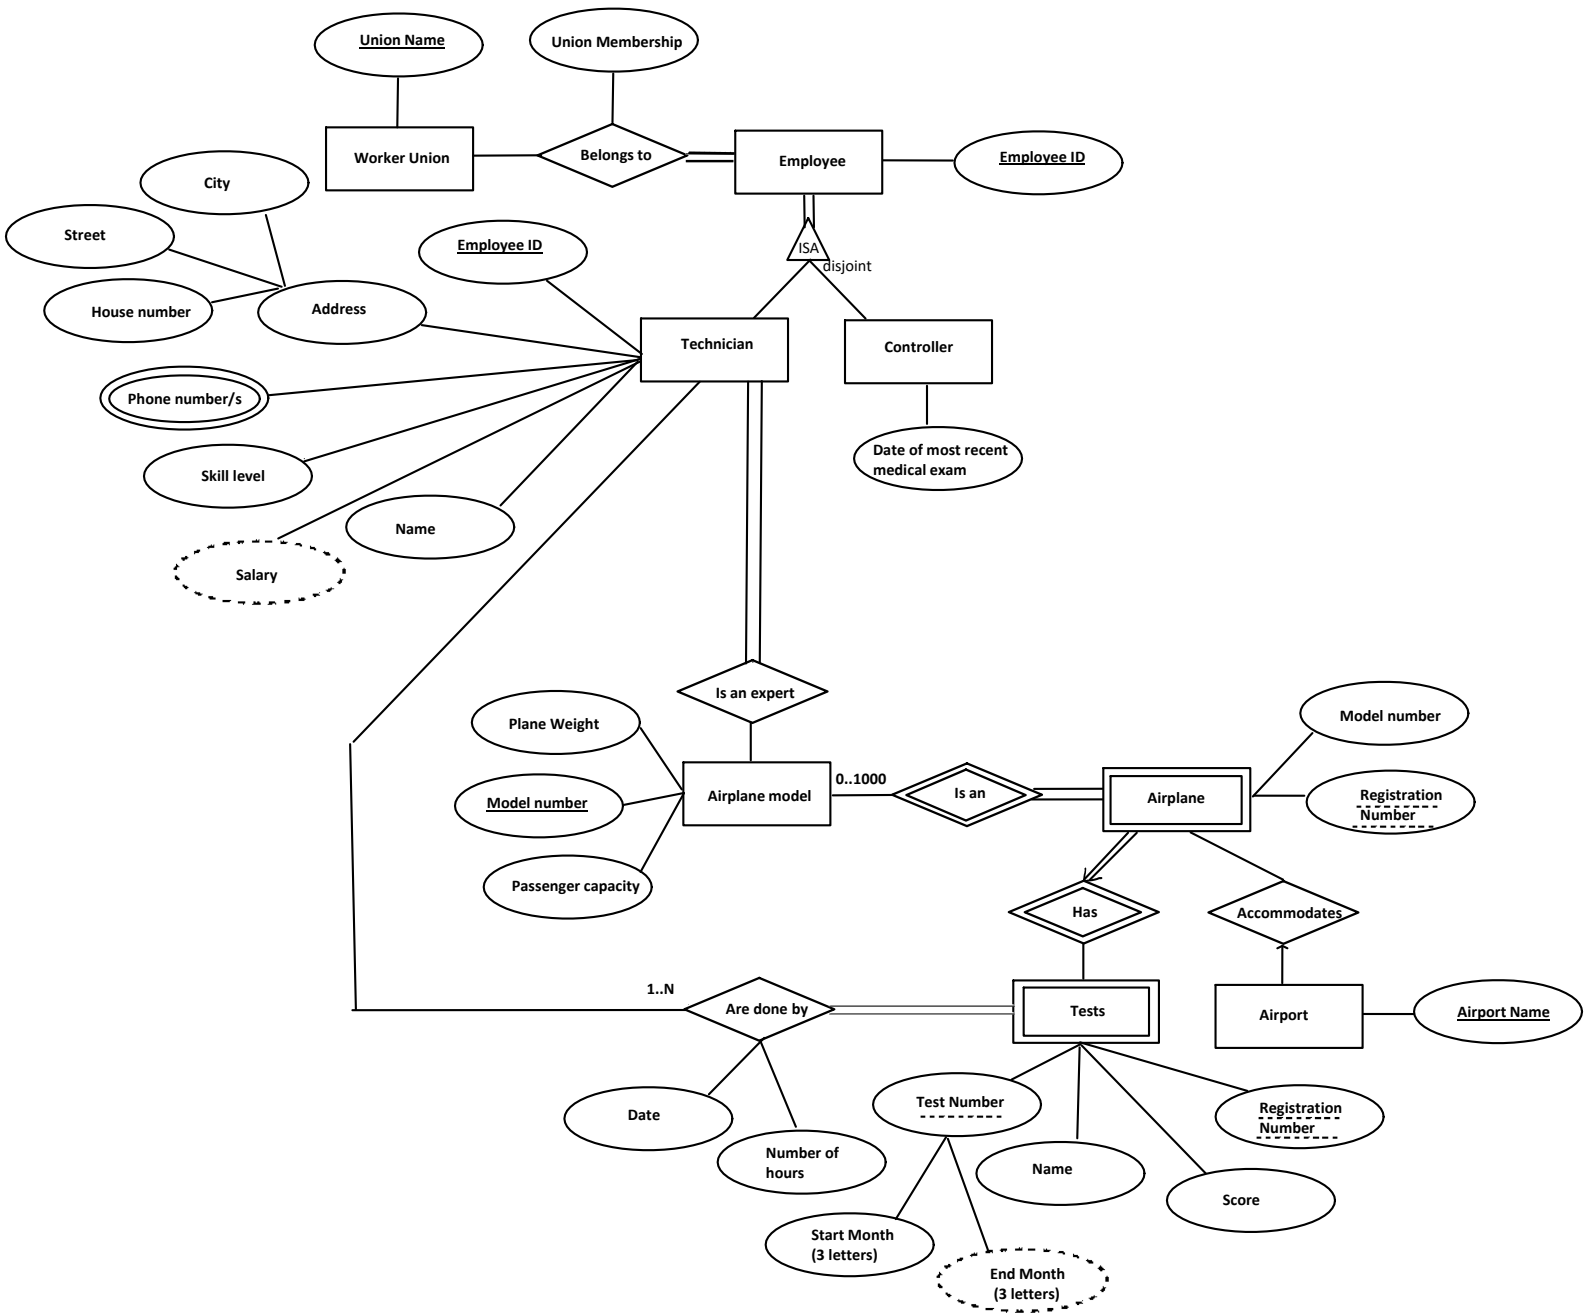 Union Name
Union Membership
Worker Union
Belongs to
Employee
Employee ID
City
Street
House number
Address
Employee ID
ISA
disjoint
Technician
Controller
Phone number/s
Date of most recent
medical exam
Skill level
Name
Salary
Is an expert
Plane Weight
Model number
Airplane model
0..1000
Is an
Airplane
Model number
Registration
Number
Passenger capacity
Has
Accommodates
1..N
Are done by
Tests
Airport
Airport Name
Date
Number of
hours
Test Number
Name
Registration
Number
Score
Start Month
(3 letters)
End Month
(3 letters)